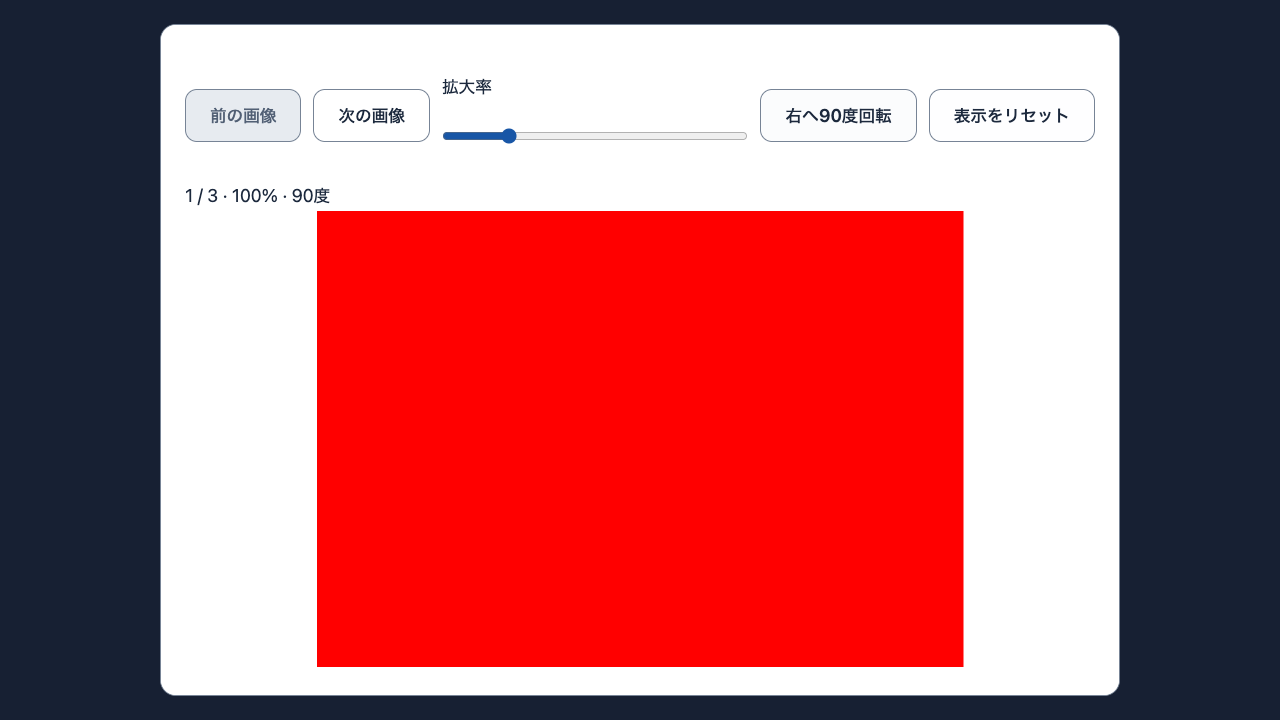 拡大率
前の画像
次の画像
右へ90度回転
表示をリセット
1 / 3 · 100% · 90度